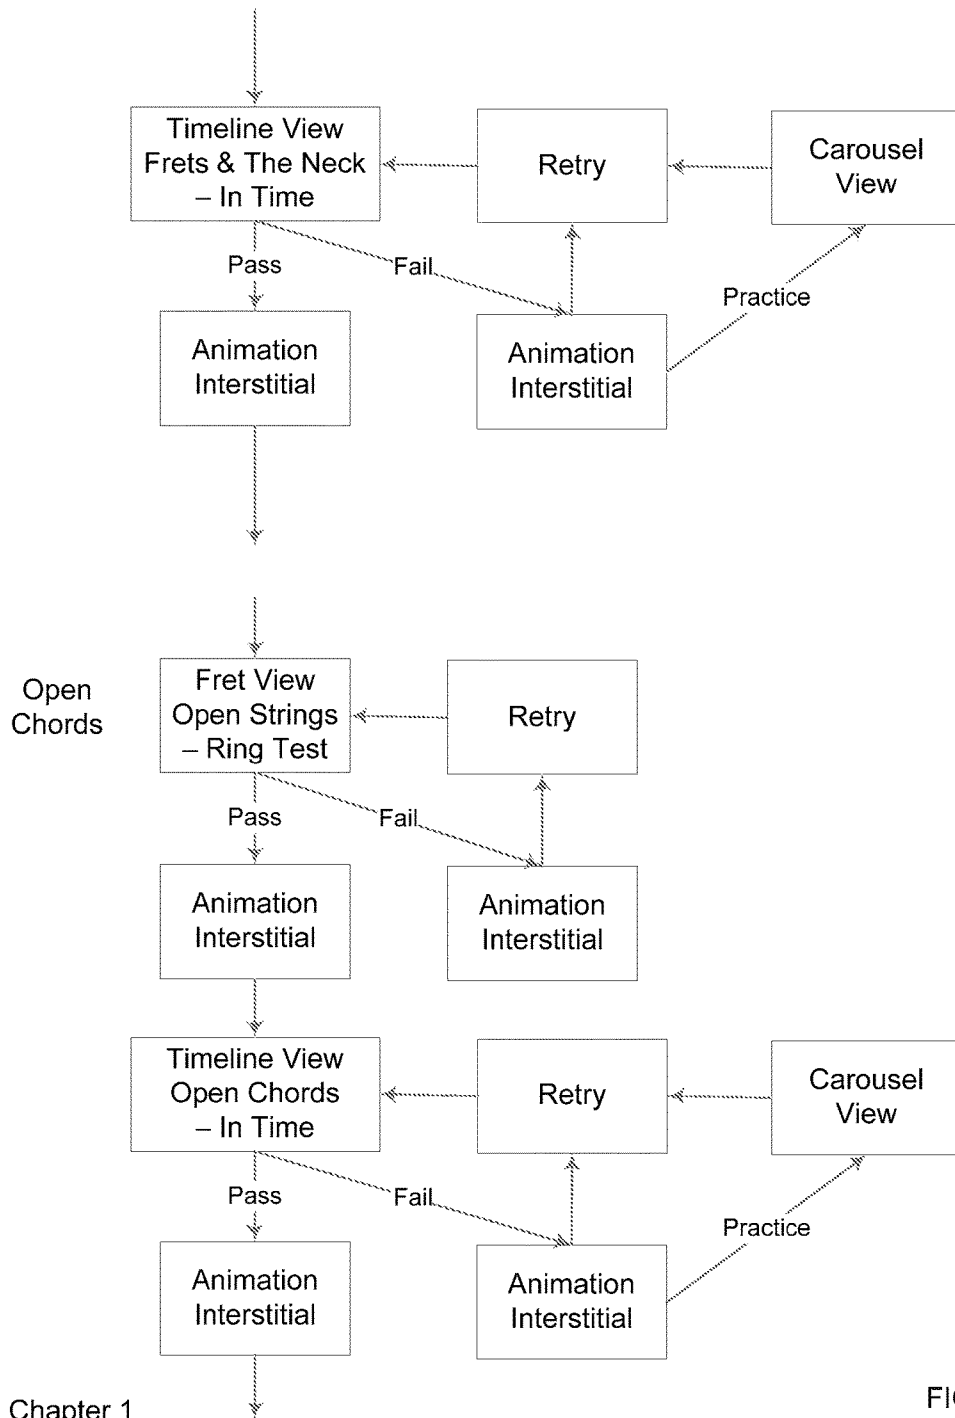 Timeline View
Frets & The Neck
– In Time
Retry
Carousel
View
Pass
Fail
Practice
Animation
Interstitial
Animation
Interstitial
Open
Chords
Fret View
Open Strings
– Ring Test
Retry
Pass
Fail
Animation
Interstitial
Animation
Interstitial
Timeline View
Open Chords
– In Time
Retry
Carousel
View
Pass
Fail
Practice
Animation
Interstitial
Animation
Interstitial
Chapter 1